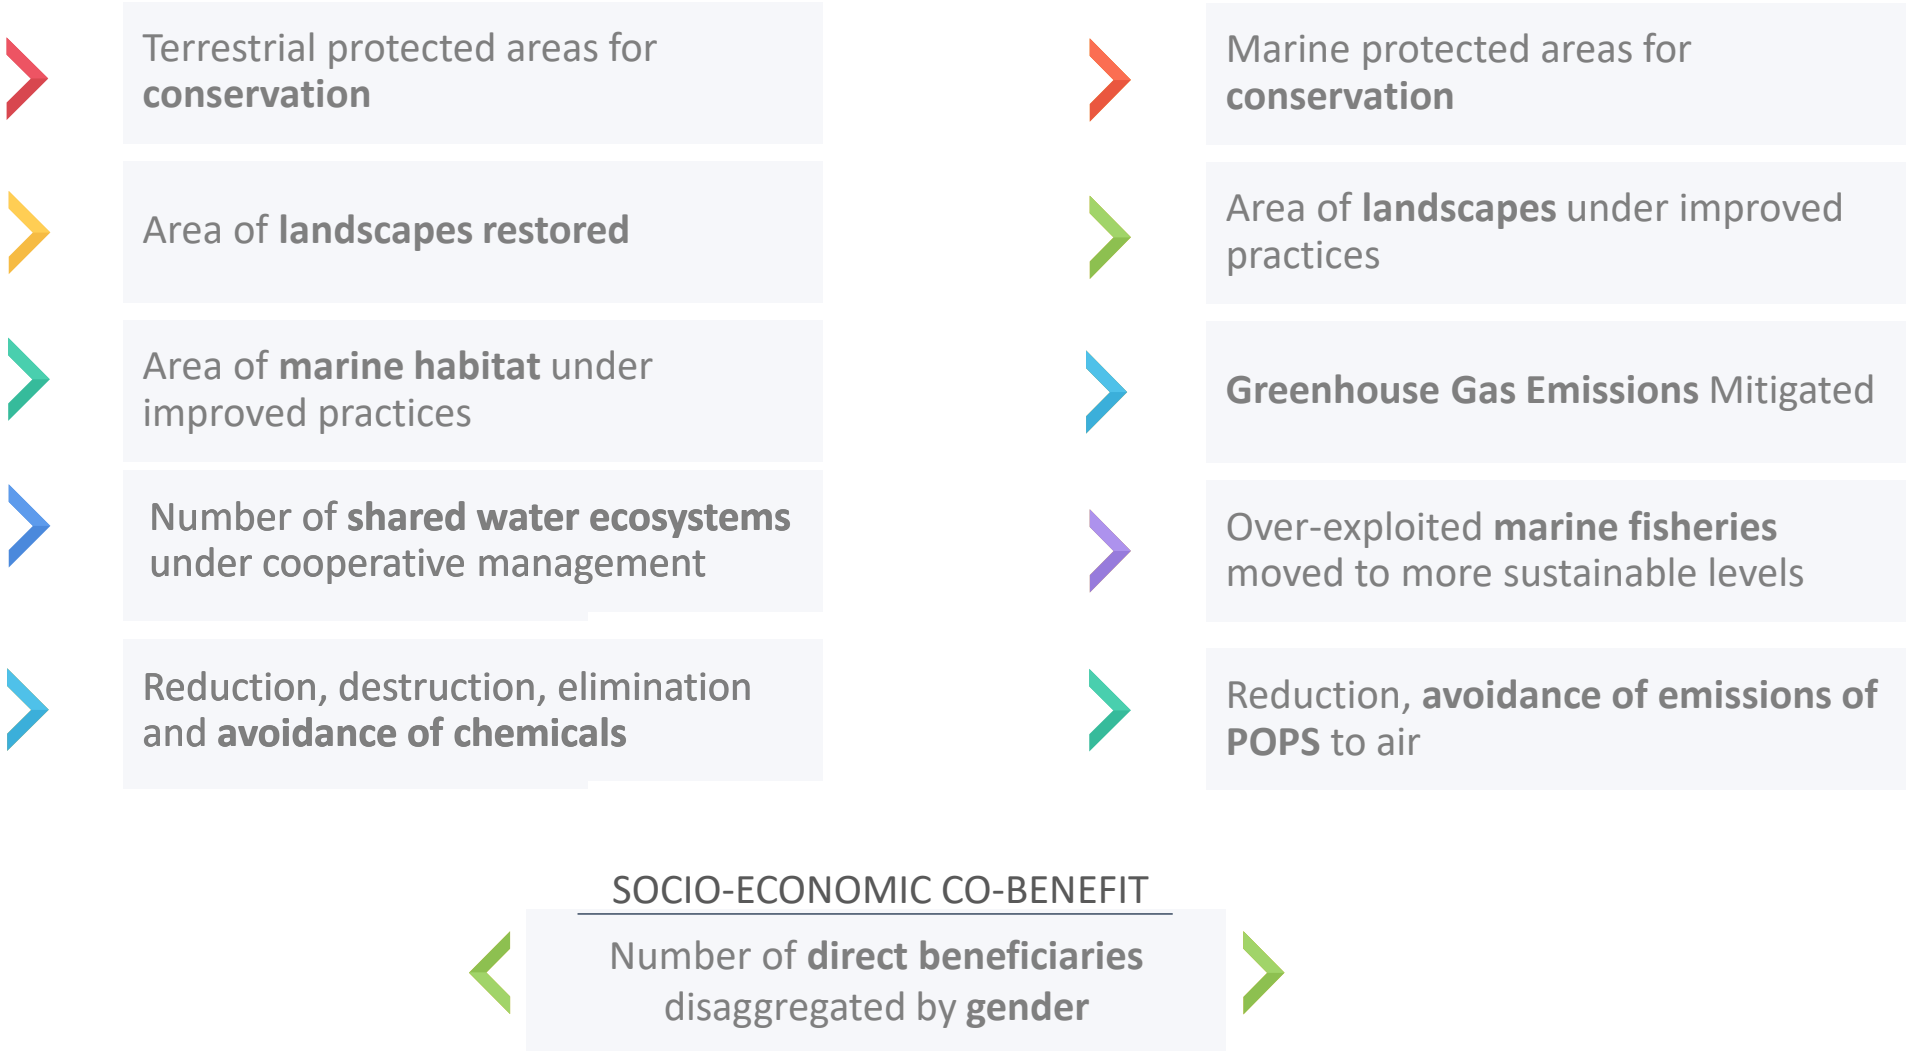 Terrestrial protected areas for
conservation
Marine protected areas for
conservation
Area of landscapes restored
Area of landscapes under improved
practices
Area of marine habitat under
improved practices
Greenhouse Gas Emissions Mitigated
Number of shared water ecosystems
under cooperative management
Over-exploited marine fisheries
moved to more sustainable levels
Reduction, destruction, elimination
and avoidance of chemicals
Reduction, avoidance of emissions of
POPS to air
SOCIO-ECONOMIC CO-BENEFIT
Number of direct beneficiaries
disaggregated by gender